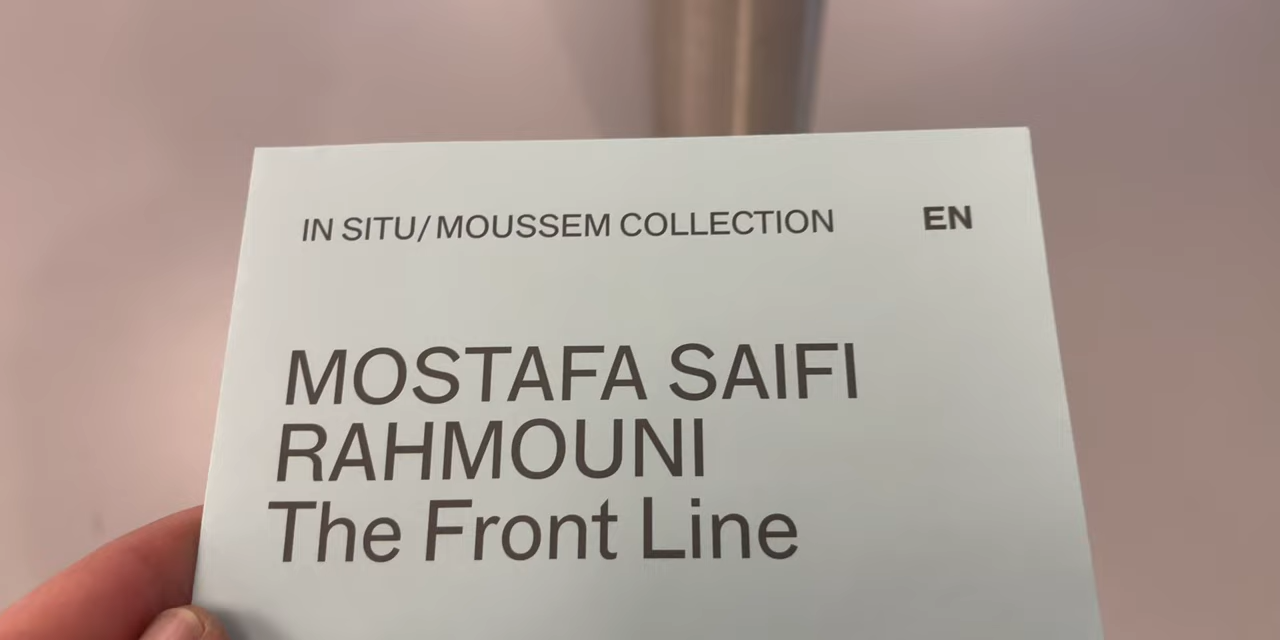 IN SITU/ MOUSSEM COLLECTION EN
MOSTAFA SAIFI
RAHMOUNI
The Front Line